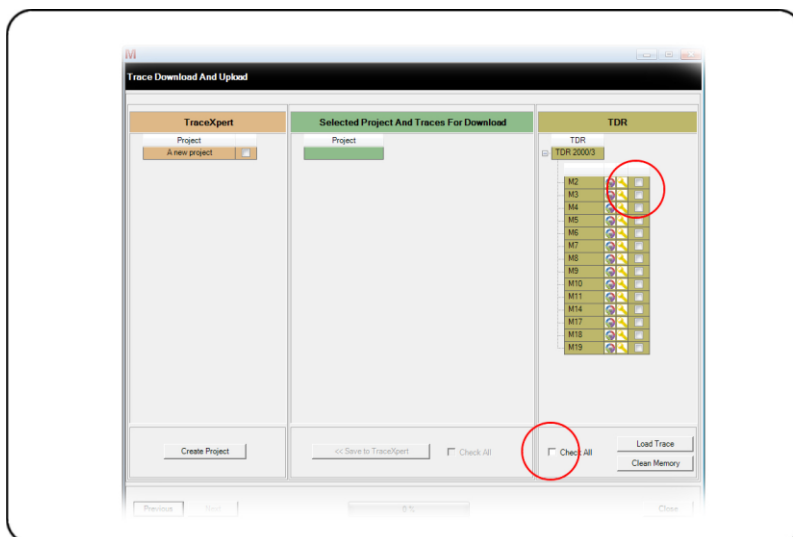 M
Trace Download And Upload
TraceXpert
Selected Project And Traces For Download
TDR
Project
A new project
Project
TDR
TDR 2000/3
M2
M3
M4
M5
M6
M7
M8
M9
M10
M11
M14
M17
M18
M19
Create Project
<< Save to TraceXpert
Check All
Check All
Load Trace
Clean Memory
Previous
Next
0 %
Close